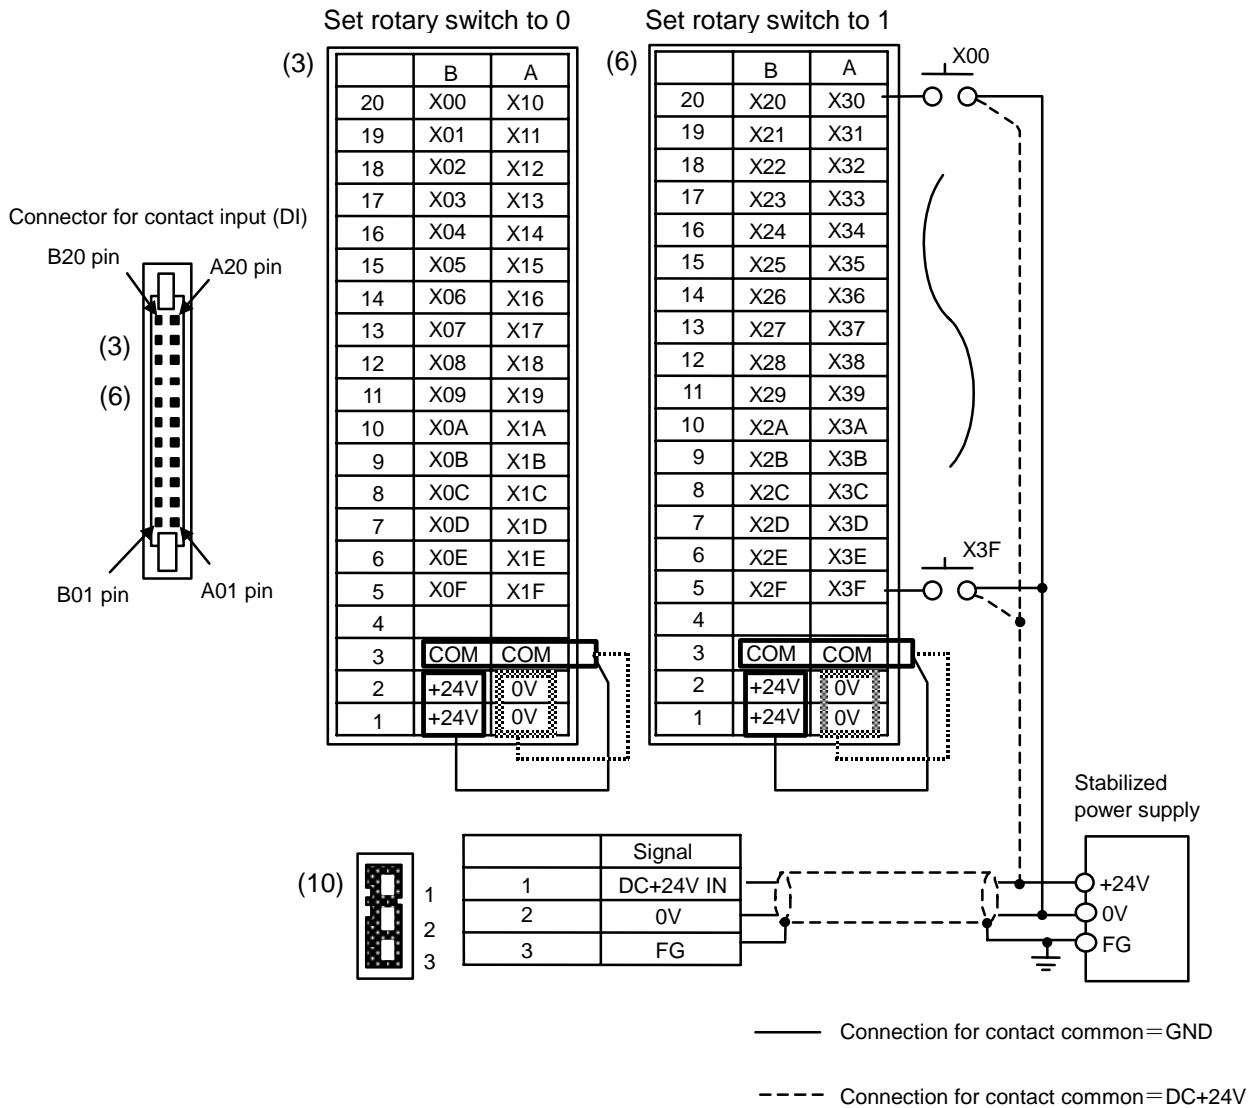 Set rotary switch to 0
Set rotary switch to 1
(3)
B A
20 X00 X10
19 X01 X11
18 X02 X12
17 X03 X13
16 X04 X14
15 X05 X15
14 X06 X16
13 X07 X17
12 X08 X18
11 X09 X19
10 X0A X1A
9 X0B X1B
8 X0C X1C
7 X0D X1D
6 X0E X1E
5 X0F X1F
4
3 COM COM
2 +24V 0V
1 +24V 0V
(6)
B A
20 X20 X30
19 X21 X31
18 X22 X32
17 X23 X33
16 X24 X34
15 X25 X35
14 X26 X36
13 X27 X37
12 X28 X38
11 X29 X39
10 X2A X3A
9 X2B X3B
8 X2C X3C
7 X2D X3D
6 X2E X3E
5 X2F X3F
4
3 COM COM
2 +24V 0V
1 +24V 0V
X00
X3F
Connector for contact input (DI)
B20 pin
A20 pin
(3)
(6)
B01 pin
A01 pin
Stabilized
power supply
+24V
0V
FG
(10)
1
2
3
Signal
1 DC+24V IN
2 0V
3 FG
Connection for contact common=GND
Connection for contact common=DC+24V